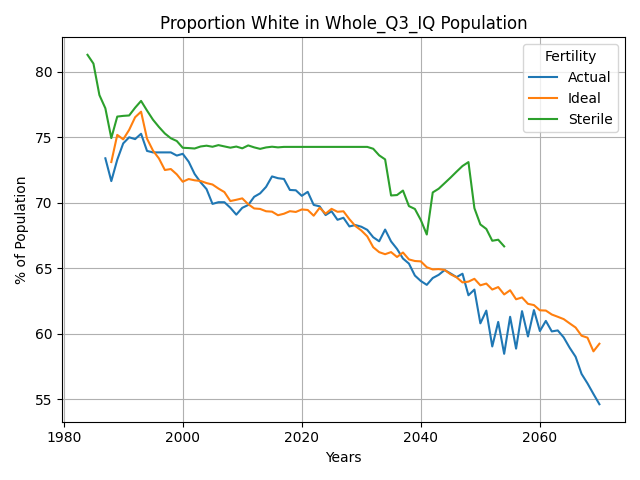 Proportion White in Whole_Q3_IQ Population
Fertility
Actual
Ideal
Sterile
% of Population
80
75
70
65
60
55
1980
2000
2020
2040
2060
Years